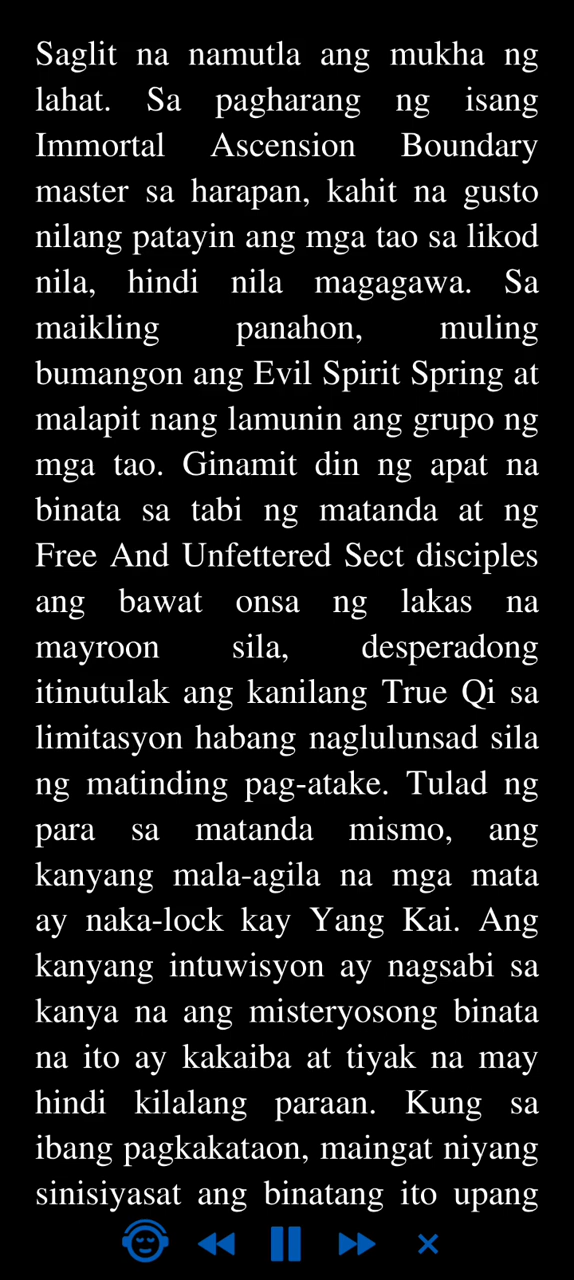 Saglit na namutla ang mukha ng
lahat. Sa pagharang ng isang
Immortal Ascension Boundary
master sa harapan, kahit na gusto
nilang patayin ang mga tao sa likod
nila, hindi nila magagawa. Sa
maikling panahon, muling
bumangon ang Evil Spirit Spring at
malapit nang lamunin ang grupo ng
mga tao. Ginamit din ng apat na
binata sa tabi ng matanda at ng
Free And Unfettered Sect disciples
ang bawat onsa ng lakas na
mayroon sila, desperadong
itinutulak ang kanilang True Qi sa
limitasyon habang naglulunsad sila
ng matinding pag-atake. Tulad ng
para sa matanda mismo, ang
kanyang mala-agila na mga mata
ay naka-lock kay Yang Kai. Ang
kanyang intuwisyon ay nagsabi sa
kanya na ang misteryosong binata
na ito ay kakaiba at tiyak na may
hindi kilalang paraan. Kung sa
ibang pagkakataon, maingat niyang
sinisiyasat ang binatang ito upang